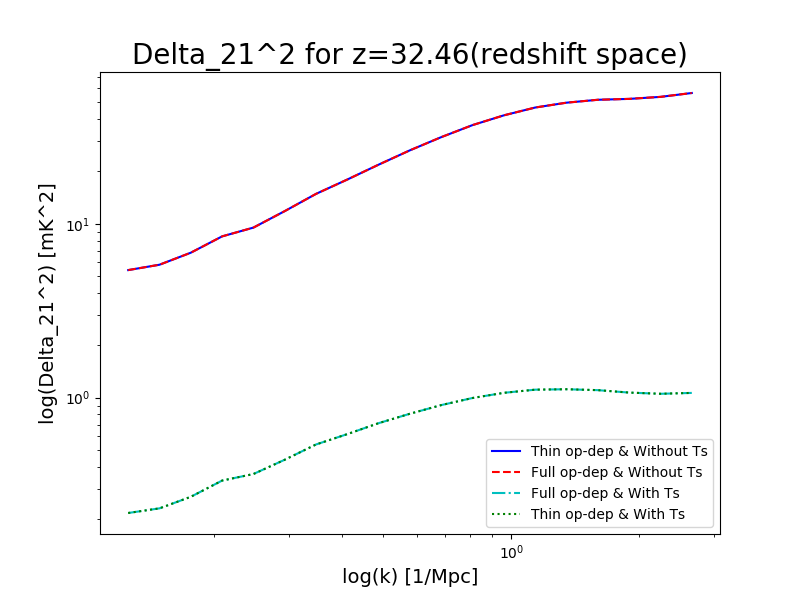 Delta_21^2 for z=32.46(redshift space)
log(Delta_21^2) [mK^2]
10^1
10^0
Thin op-dep & Without Ts
Full op-dep & Without Ts
Full op-dep & With Ts
Thin op-dep & With Ts
10^0
log(k) [1/Mpc]